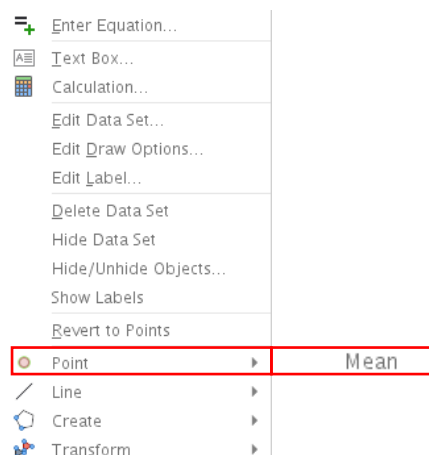 Enter Equation...
Text Box...
Calculation...
Edit Data Set...
Edit Draw Options...
Edit Label...
Delete Data Set
Hide Data Set
Hide/Unhide Objects...
Show Labels
Revert to Points
Point Mean
Line
Create
Transform